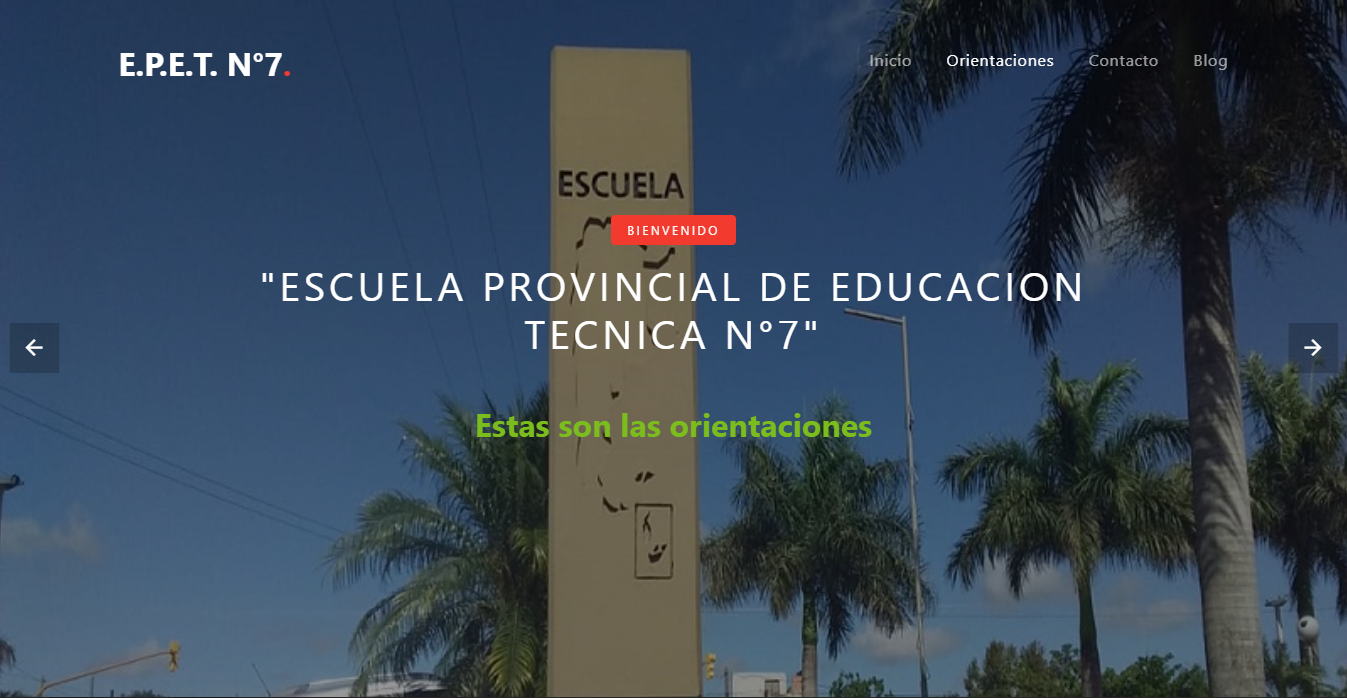 E.P.E.T. N°7.
Inicio
Orientaciones
Contacto
Blog
ESCUELA
BIENVENIDO
"ESCUELA PROVINCIAL DE EDUCACION
TECNICA N°7"
Estas son las orientaciones